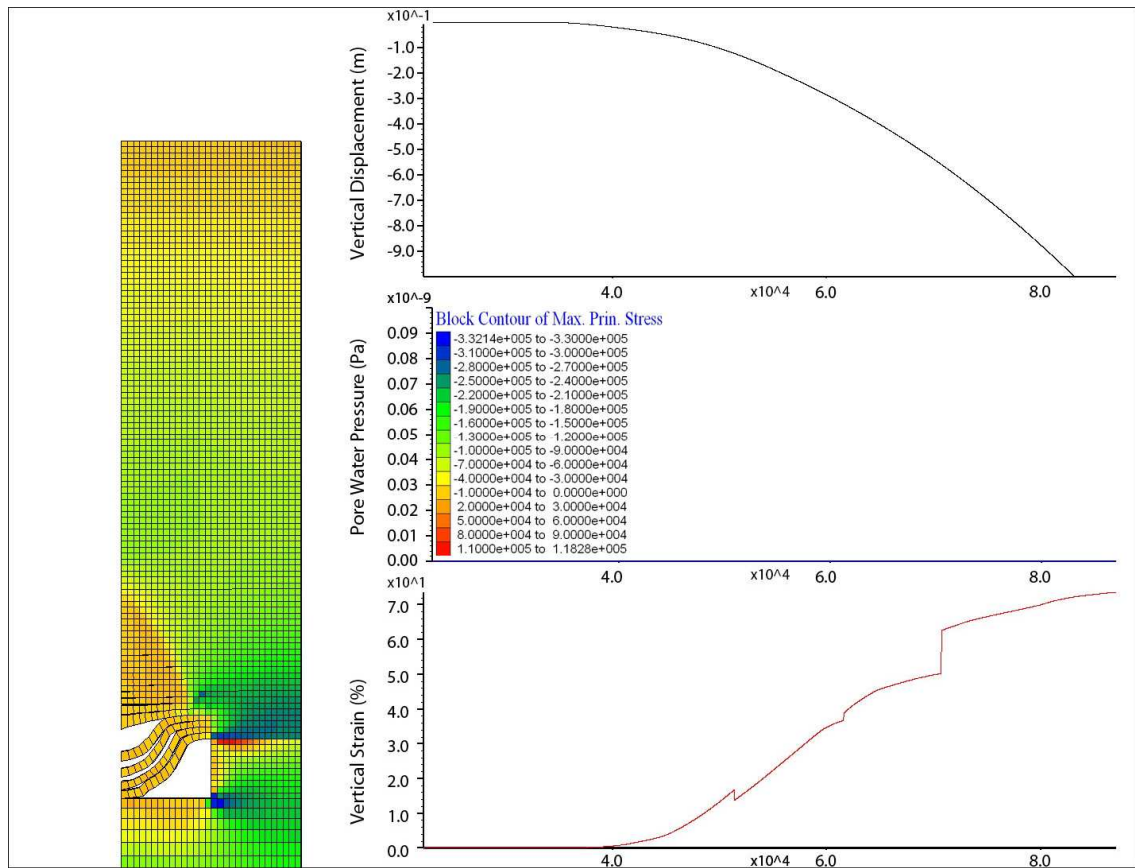 x10^-1
Vertical Displacement (m)
-1.0
-2.0
-3.0
-4.0
-5.0
-6.0
-7.0
-8.0
-9.0
4.0
x10^4
6.0
8.0
x10^-9
Pore Water Pressure (Pa)
0.09
0.08
0.07
0.06
0.05
0.04
0.03
0.02
0.01
0.00
Block Contour of Max. Prin. Stress
-3.3214e+005 to -3.3000e+005
-3.1000e+005 to -3.0000e+005
-2.8000e+005 to -2.7000e+005
-2.5000e+005 to -2.4000e+005
-2.2000e+005 to -2.1000e+005
-1.9000e+005 to -1.8000e+005
-1.6000e+005 to -1.5000e+005
1.3000e+005 to 1.2000e+005
-1.0000e+005 to -9.0000e+004
-7.0000e+004 to -6.0000e+004
-4.0000e+004 to -3.0000e+004
-1.0000e+004 to 0.0000e+000
2.0000e+004 to 3.0000e+004
5.0000e+004 to 6.0000e+004
8.0000e+004 to 9.0000e+004
1.1000e+005 to 1.1828e+005
4.0
x10^4
6.0
8.0
x10^1
Vertical Strain (%)
7.0
6.0
5.0
4.0
3.0
2.0
1.0
0.0
4.0
x10^4
6.0
8.0